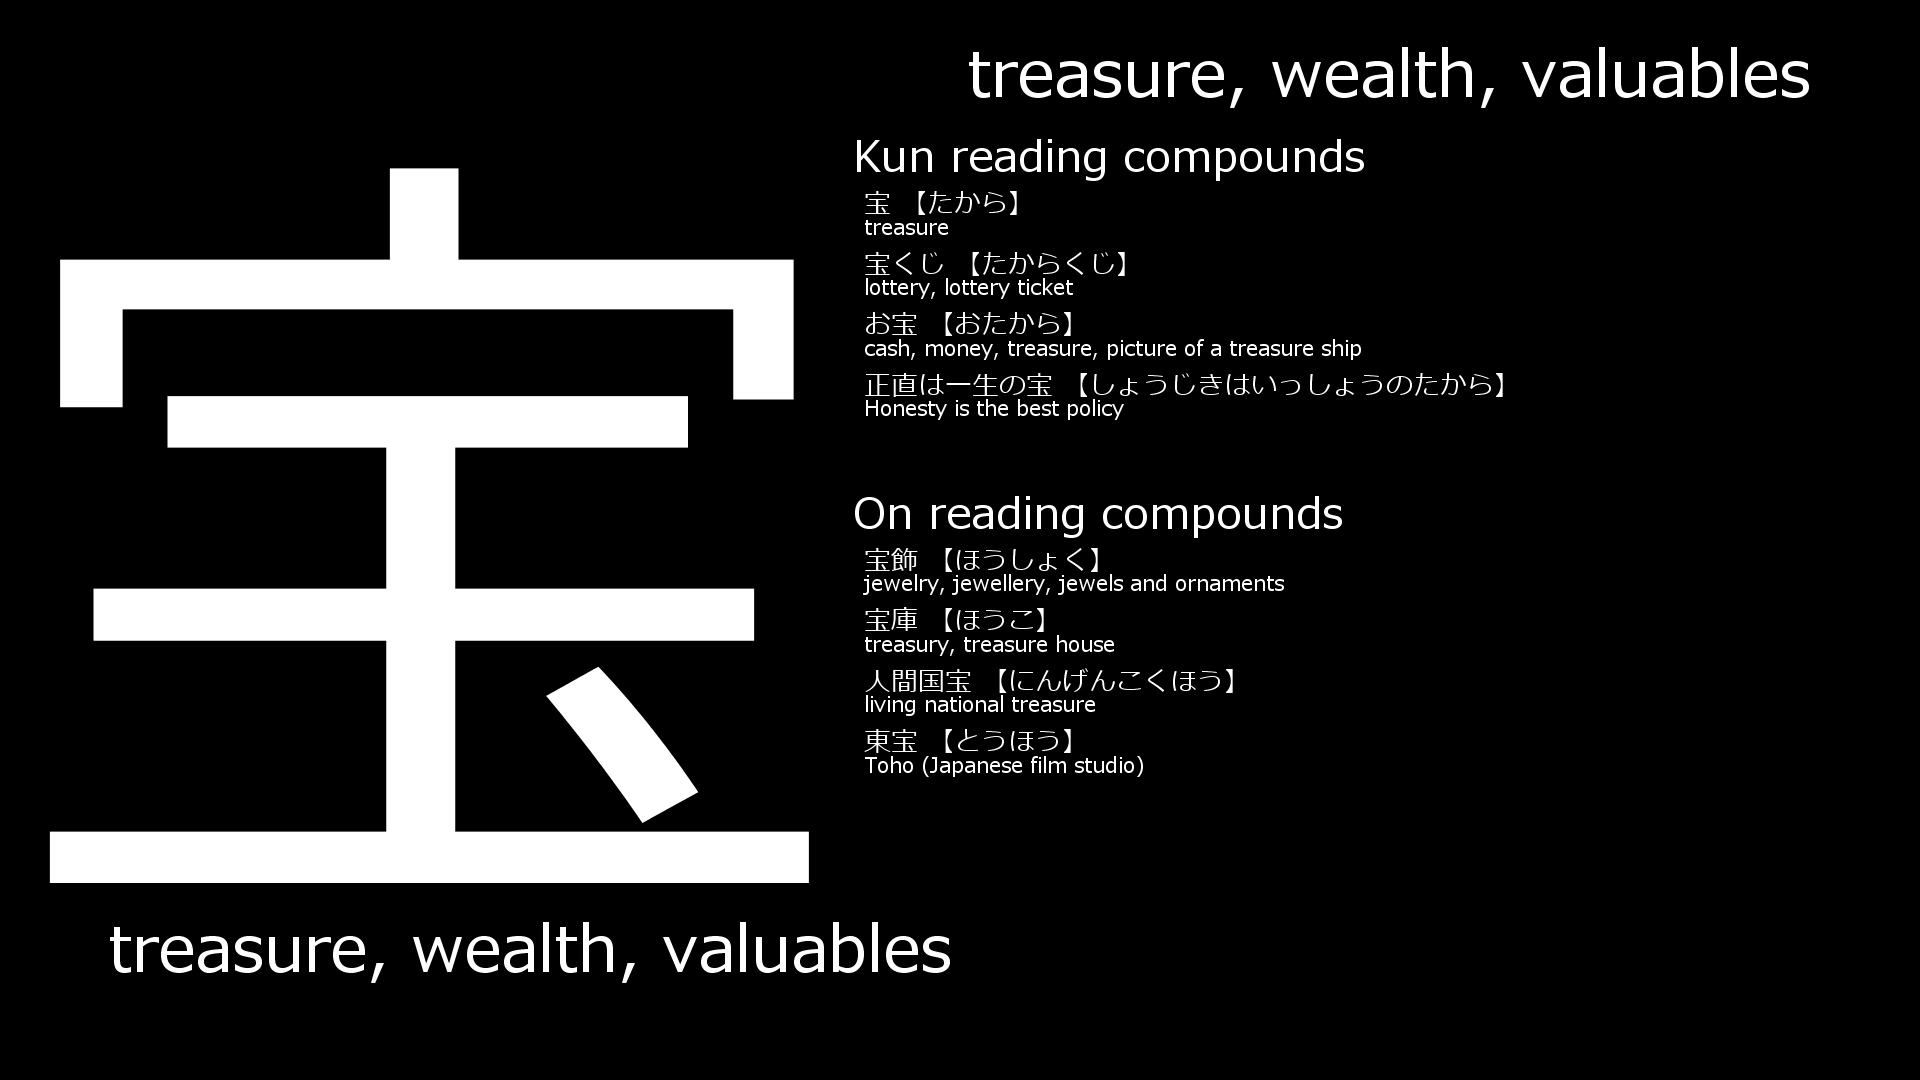 宝
treasure, wealth, valuables
treasure, wealth, valuables
Kun reading compounds
宝 【たから】
treasure
宝くじ 【たからくじ】
lottery, lottery ticket
お宝 【おたから】
cash, money, treasure, picture of a treasure ship
正直は一生の宝 【しょうじきはいっしょうのたから】
Honesty is the best policy
On reading compounds
宝飾 【ほうしょく】
jewelry, jewellery, jewels and ornaments
宝庫 【ほうこ】
treasury, treasure house
人間国宝 【にんげんこくほう】
living national treasure
東宝 【とうほう】
Toho (Japanese film studio)